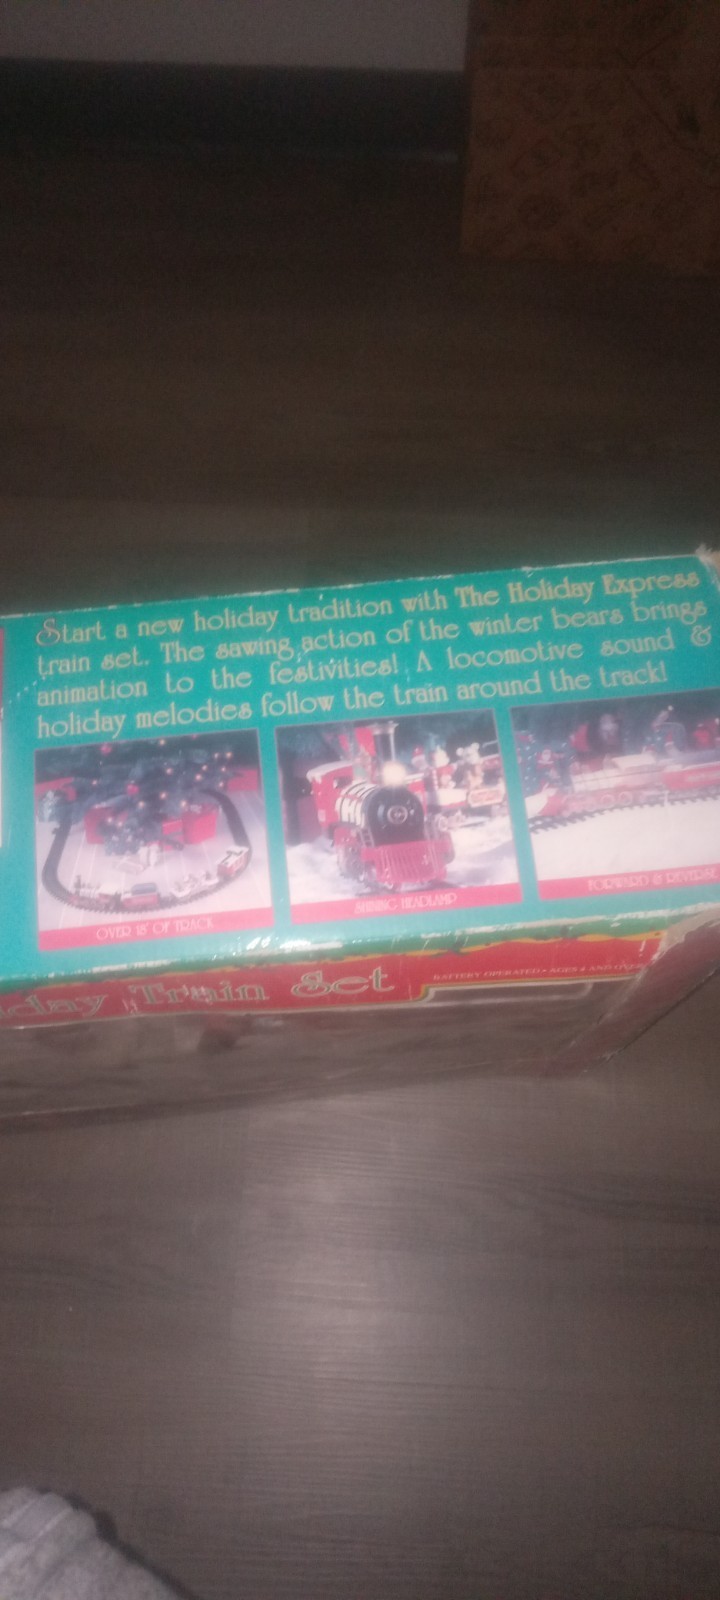 Start a new holiday tradition with The Holiday Express
train set. The sawing action of the winter bears brings
animation to the festivities! A locomotive sound &
holiday melodies follow the train around the track!
OVER 18' OF TRACK
SHINING HEADLAMP
FORWARD & REVERSE
day Train Set
BATTERY OPERATED • AGES 4 AND OVER